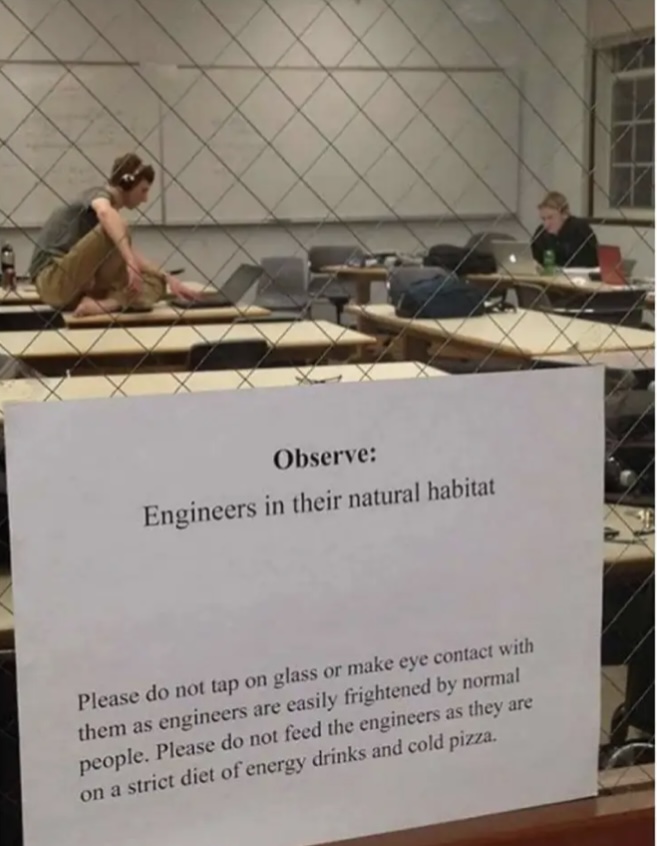 Observe:
Engineers in their natural habitat
Please do not tap on glass or make eye contact with
them as engineers are easily frightened by normal
people. Please do not feed the engineers as they are
on a strict diet of energy drinks and cold pizza.